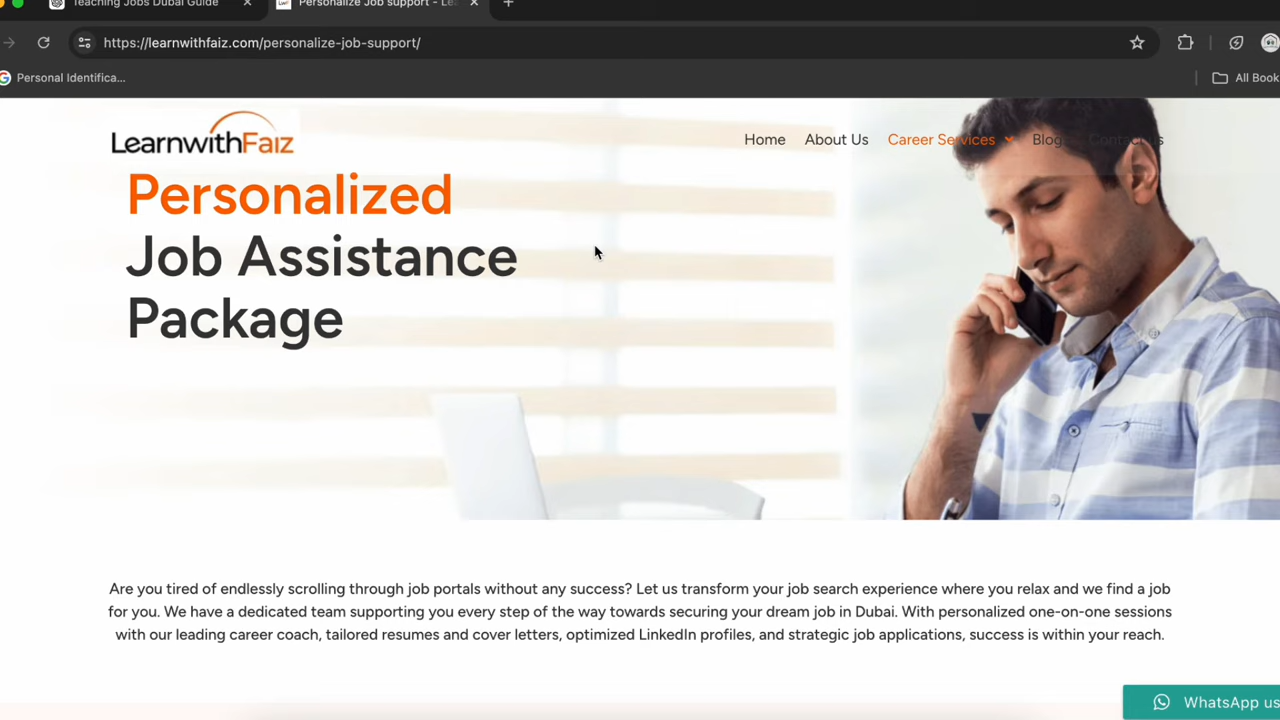 Teaching Jobs Dubai Guide
Personalize Job support - Le
https://learnwithfaiz.com/personalize-job-support/
Personal Identifica...
All Book
LearnwithFaiz
Home
About Us
Career Services
Blog
Contact Us
Personalized
Job Assistance
Package
Are you tired of endlessly scrolling through job portals without any success? Let us transform your job search experience where you relax and we find a job
for you. We have a dedicated team supporting you every step of the way towards securing your dream job in Dubai. With personalized one-on-one sessions
with our leading career coach, tailored resumes and cover letters, optimized LinkedIn profiles, and strategic job applications, success is within your reach.
WhatsApp us